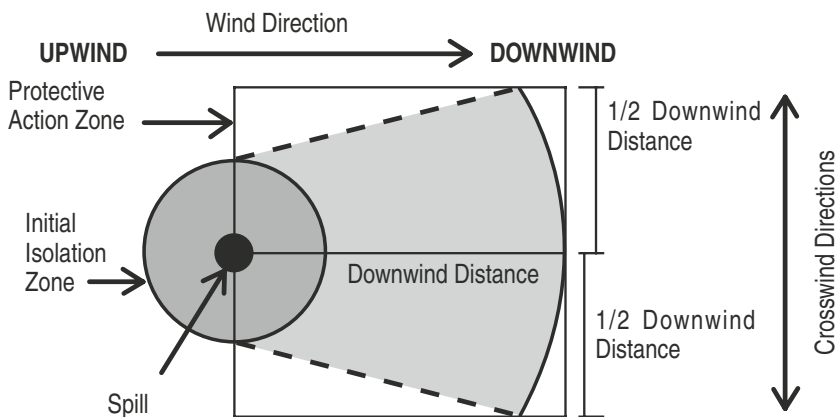 Wind Direction
UPWIND
DOWNWIND
Protective
Action Zone
1/2 Downwind
Distance
Initial
Isolation
Zone
Downwind Distance
1/2 Downwind
Distance
Crosswind Directions
Spill